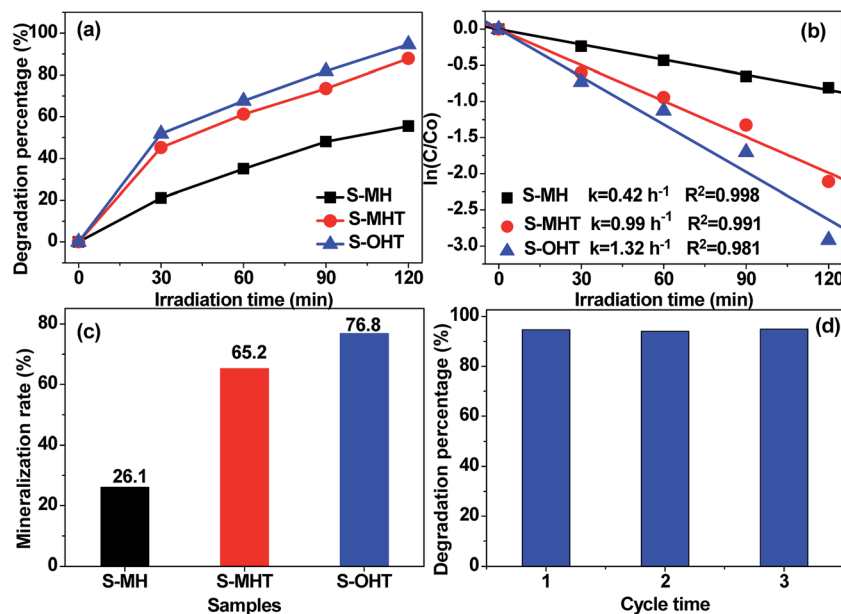 (a)
Degradation percentage (%)
100
80
60
40
20
0
S-MH
S-MHT
S-OHT
0 30 60 90 120
Irradiation time (min)
(b)
ln(C/Co)
0.0
-0.5
-1.0
-1.5
-2.0
-2.5
-3.0
S-MH k=0.42 h⁻¹ R²=0.998
S-MHT k=0.99 h⁻¹ R²=0.991
S-OHT k=1.32 h⁻¹ R²=0.981
0 30 60 90 120
Irradiation time (min)
(c)
Mineralization rate (%)
80
60
40
20
0
26.1
65.2
76.8
S-MH S-MHT S-OHT
Samples
(d)
Degradation percentage (%)
100
80
60
40
20
0
1 2 3
Cycle time